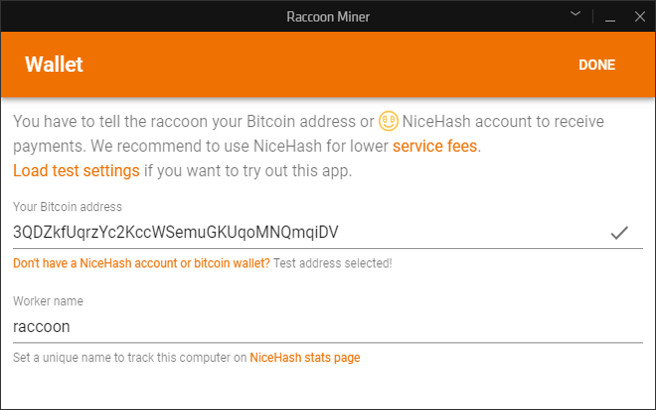 Raccoon Miner
Wallet
DONE
You have to tell the raccoon your Bitcoin address or NiceHash account to receive
payments. We recommend to use NiceHash for lower service fees.
Load test settings if you want to try out this app.
Your Bitcoin address
3QDZkfUqrzYc2KccWSemuGKUqoMNQmqiDV
Don't have a NiceHash account or bitcoin wallet? Test address selected!
Worker name
raccoon
Set a unique name to track this computer on NiceHash stats page